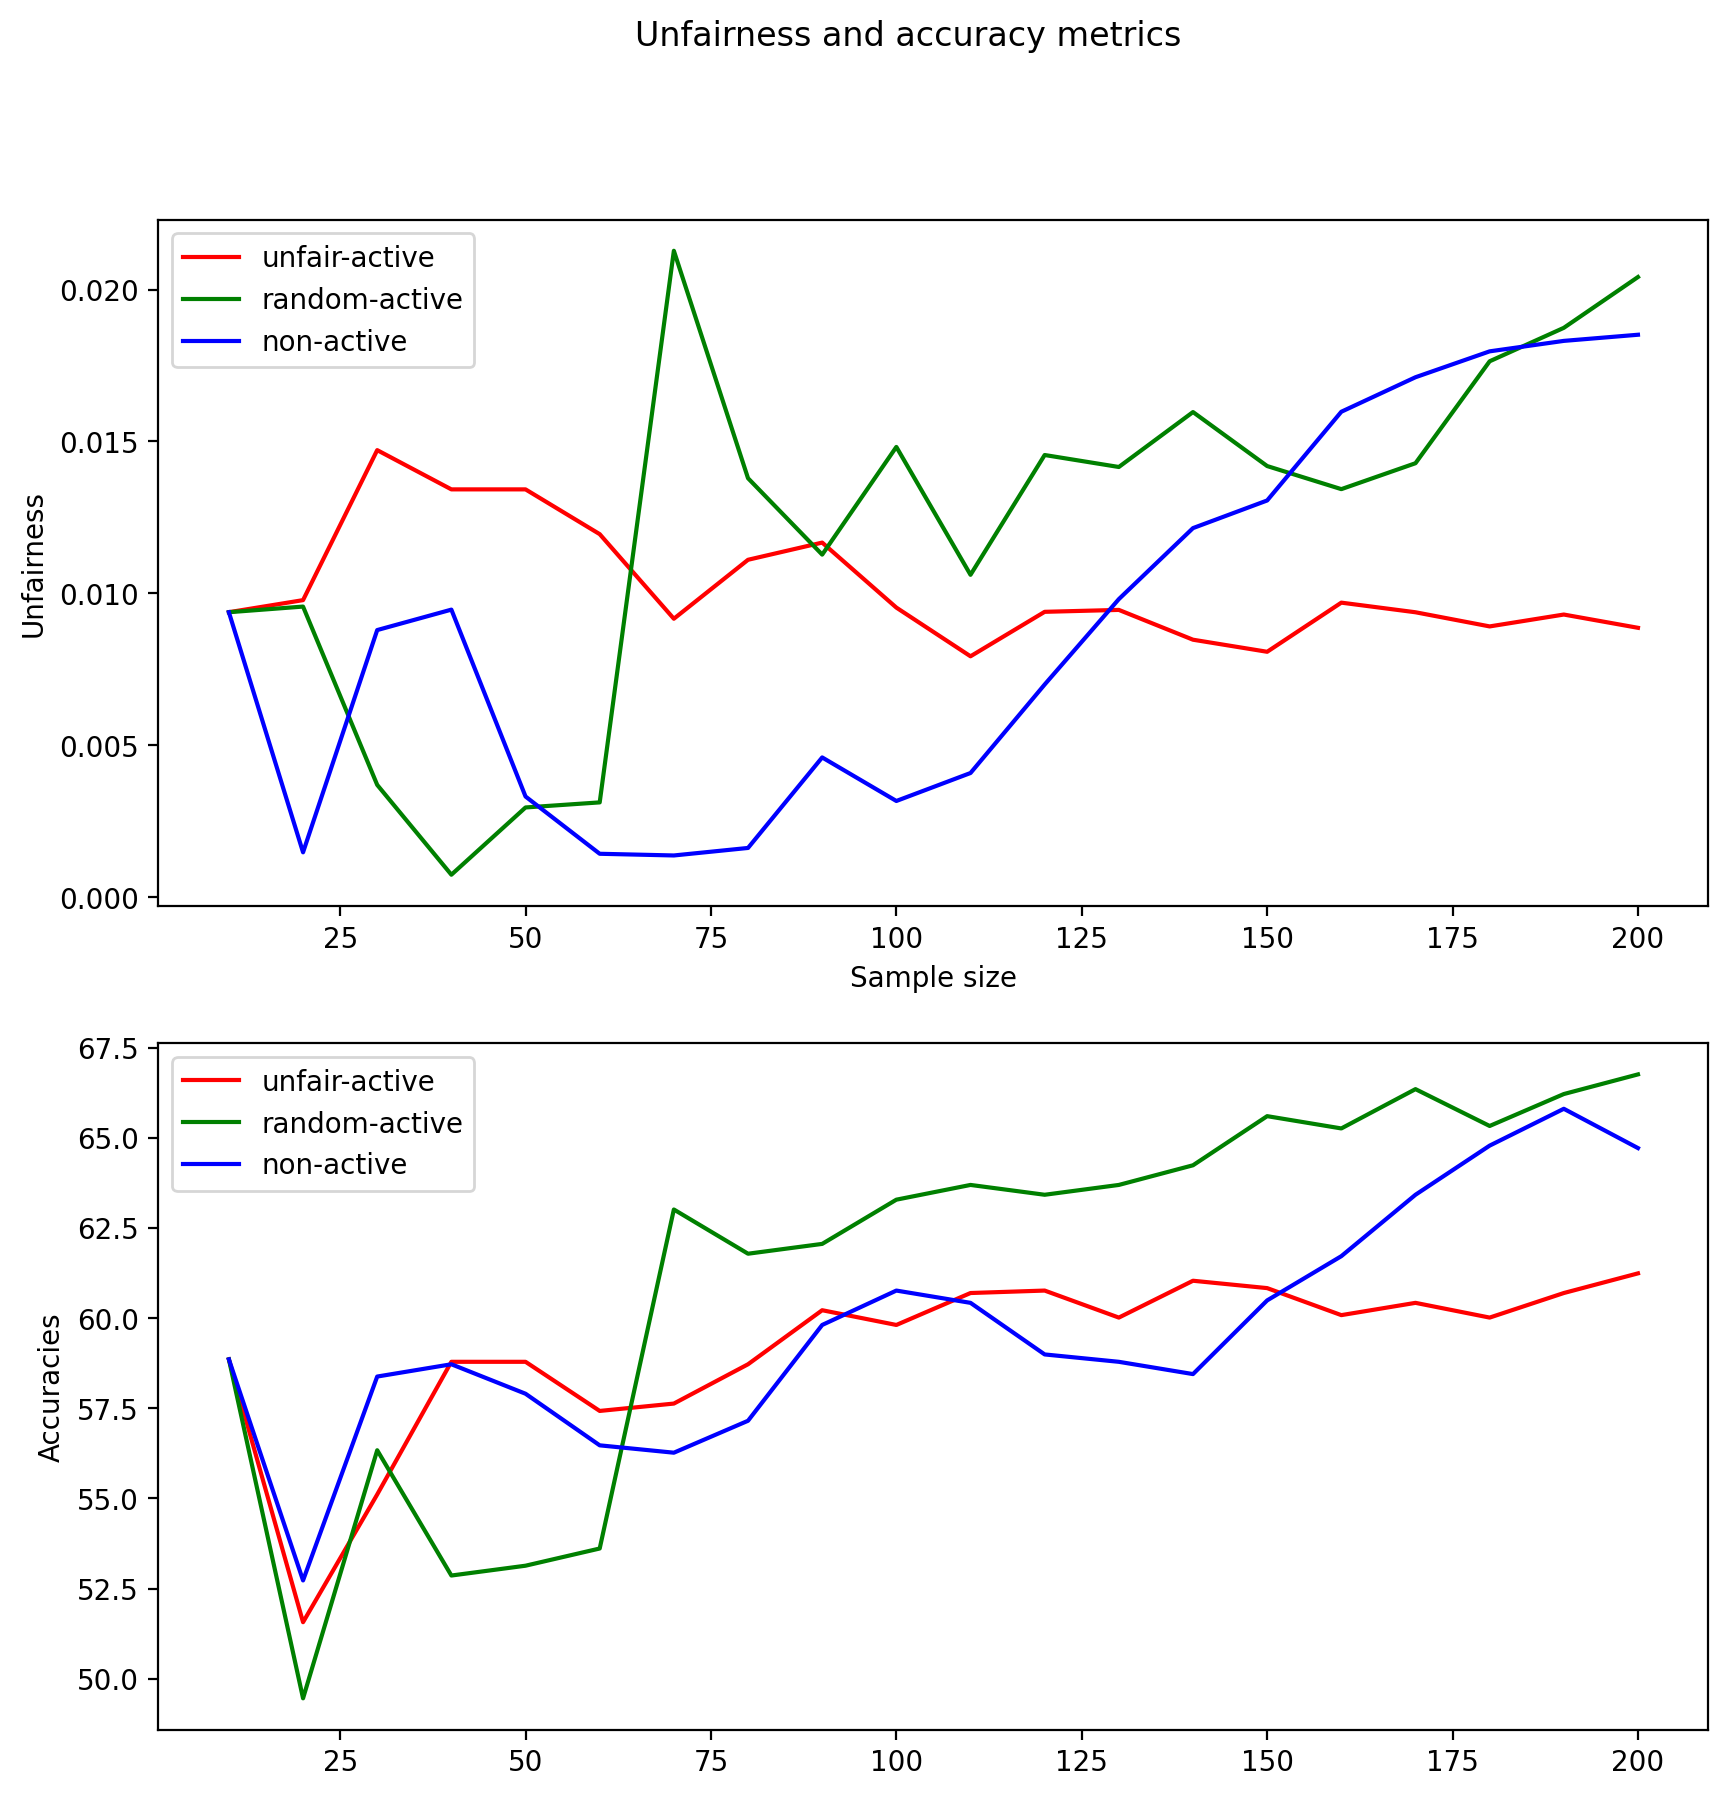 Unfairness and accuracy metrics
unfair-active
random-active
non-active
0.020
0.015
0.010
0.005
0.000
Unfairness
25 50 75 100 125 150 175 200
Sample size
unfair-active
random-active
non-active
67.5
65.0
62.5
60.0
57.5
55.0
52.5
50.0
Accuracies
25 50 75 100 125 150 175 200